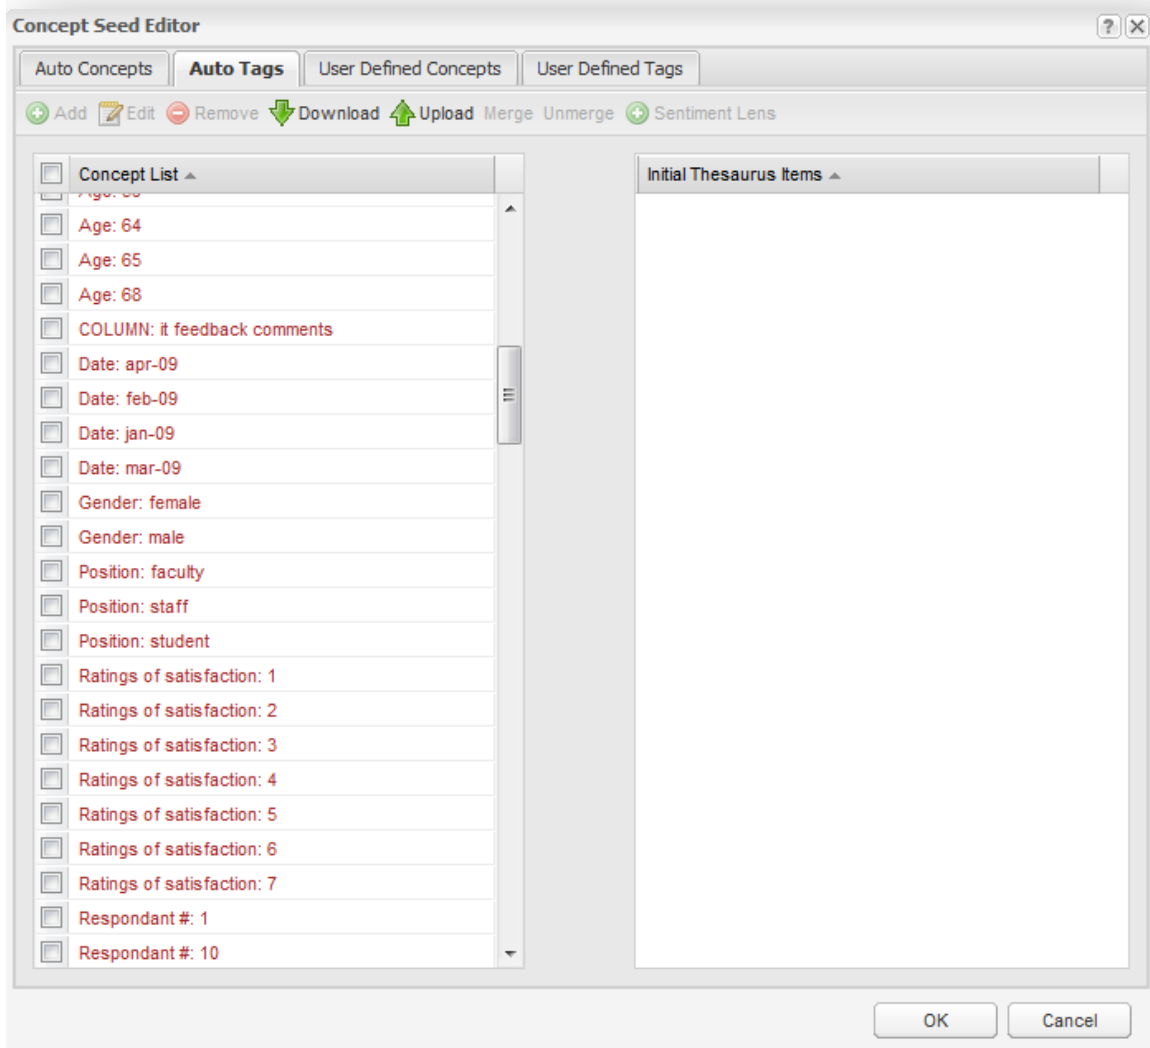 Concept Seed Editor
Auto Concepts Auto Tags User Defined Concepts User Defined Tags
Add Edit Remove Download Upload Merge Unmerge Sentiment Lens
Concept List Initial Thesaurus Items
Age: 64
Age: 65
Age: 68
COLUMN: it feedback comments
Date: apr-09
Date: feb-09
Date: jan-09
Date: mar-09
Gender: female
Gender: male
Position: faculty
Position: staff
Position: student
Ratings of satisfaction: 1
Ratings of satisfaction: 2
Ratings of satisfaction: 3
Ratings of satisfaction: 4
Ratings of satisfaction: 5
Ratings of satisfaction: 6
Ratings of satisfaction: 7
Respondant #: 1
Respondant #: 10
OK Cancel